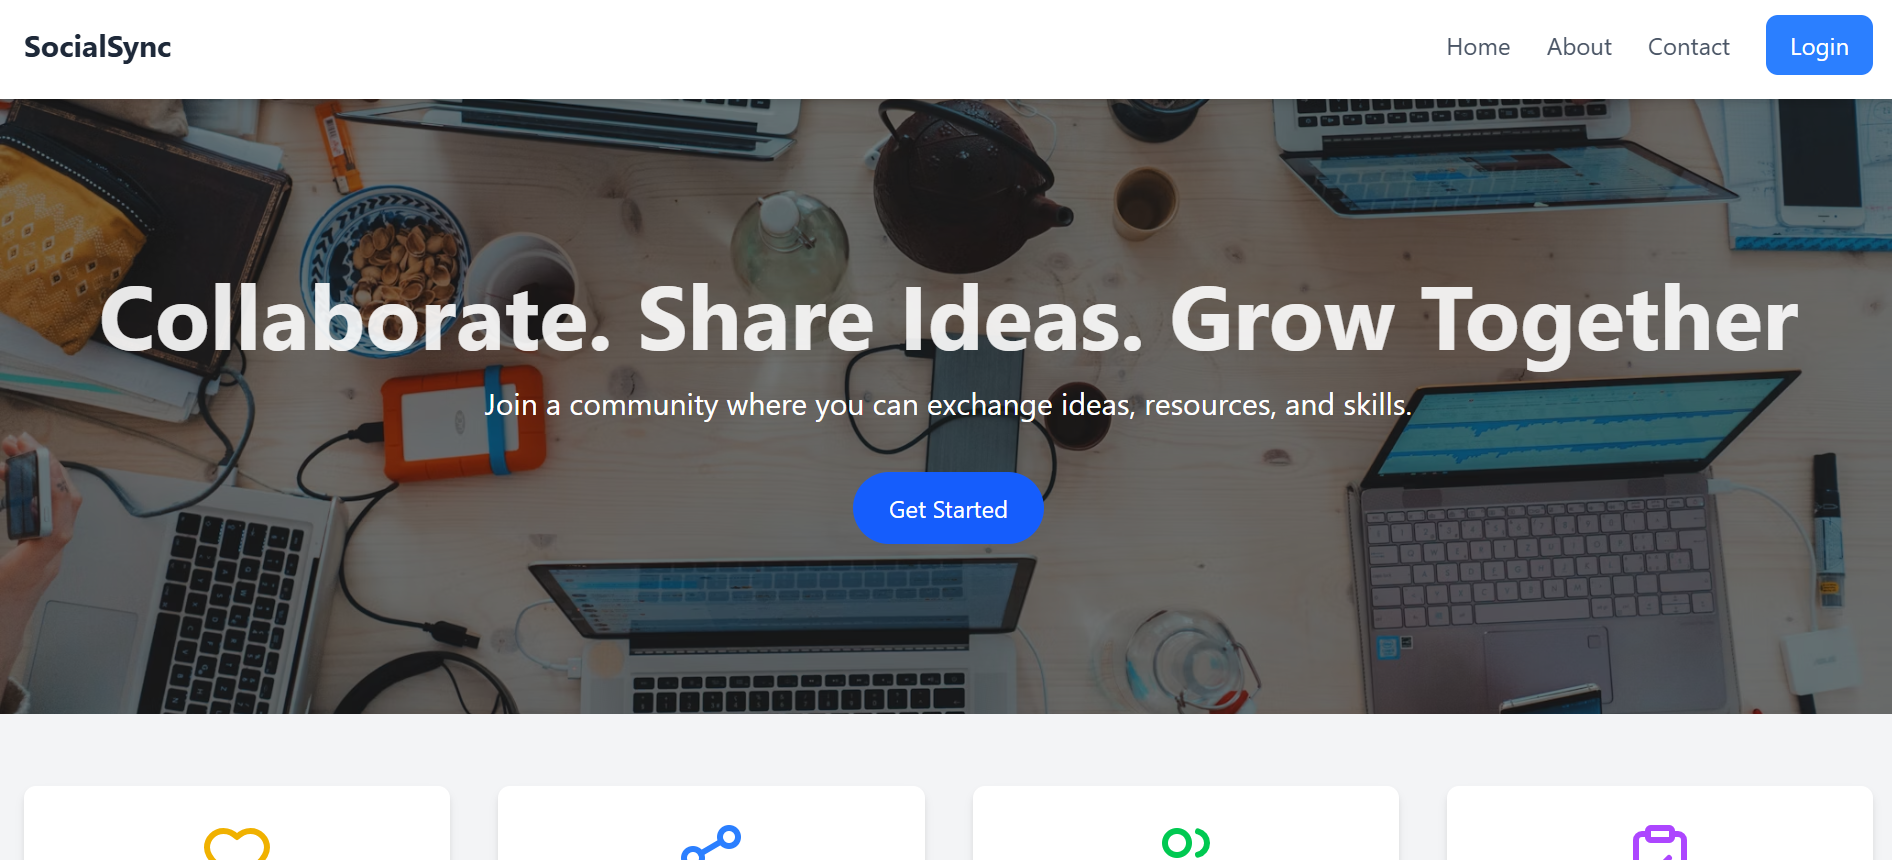 SocialSync
Home About Contact Login
Collaborate. Share Ideas. Grow Together
Join a community where you can exchange ideas, resources, and skills.
Get Started